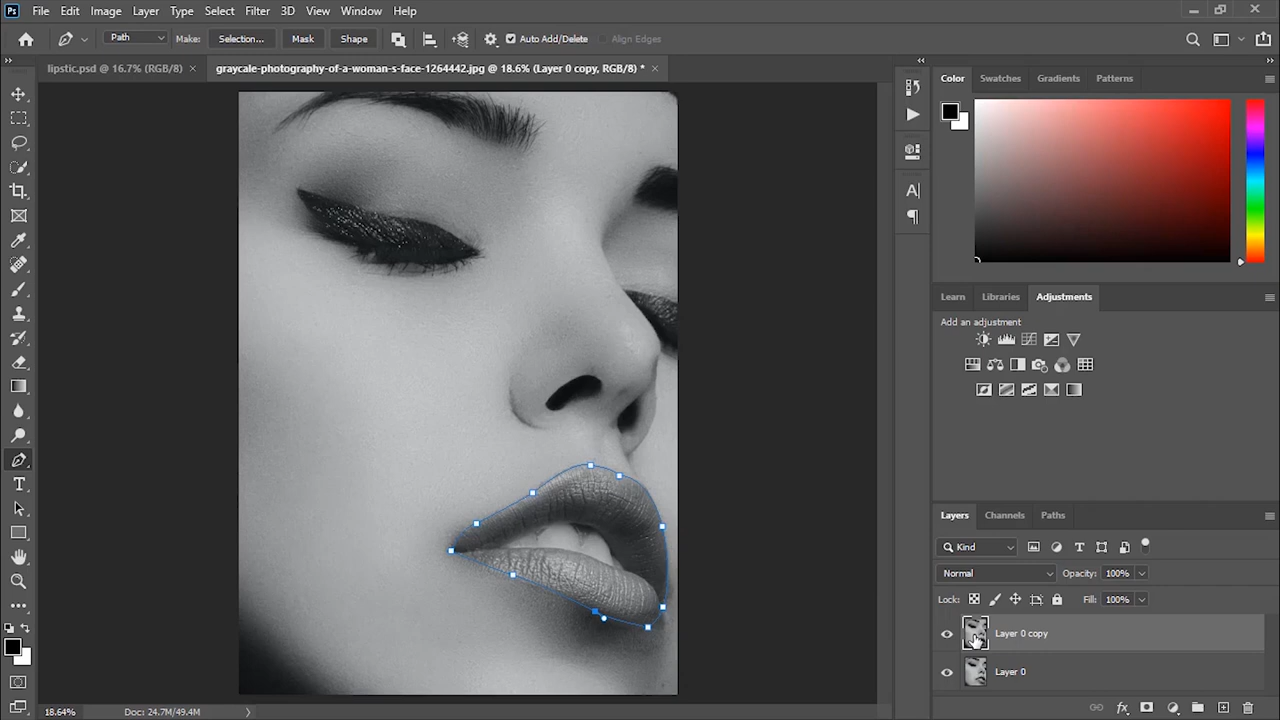 Ps File Edit Image Layer Type Select Filter 3D View Window Help
Path Make: Selection... Mask Shape Auto Add/Delete Align Edges
lipstic.psd @ 16.7% (RGB/8) × graycale-photography-of-a-woman-s-face-1264442.jpg @ 18.6% (Layer 0 copy, RGB/8) * ×
Color Swatches Gradients Patterns
Learn Libraries Adjustments
Add an adjustment
Layers Channels Paths
Kind
Normal Opacity: 100%
Lock: Fill: 100%
Layer 0 copy
Layer 0
18.64% Doc: 24.7M/49.4M